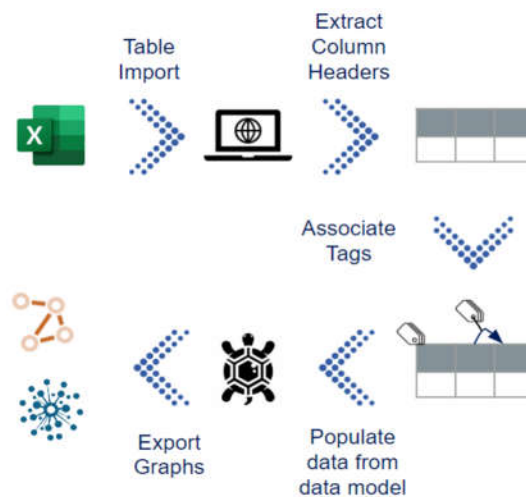 Table
Import
Extract
Column
Headers
X
Associate
Tags
Export
Graphs
Populate
data from
data model